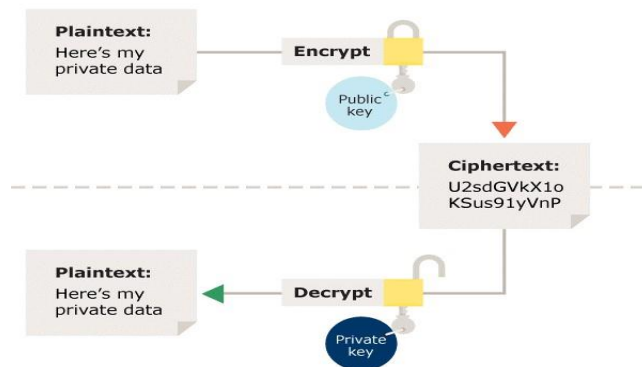 Plaintext:
Here's my
private data
Encrypt
Public c
key
Ciphertext:
U2sdGVkX1o
KSus91yVnP
Plaintext:
Here's my
private data
Decrypt
Private
key